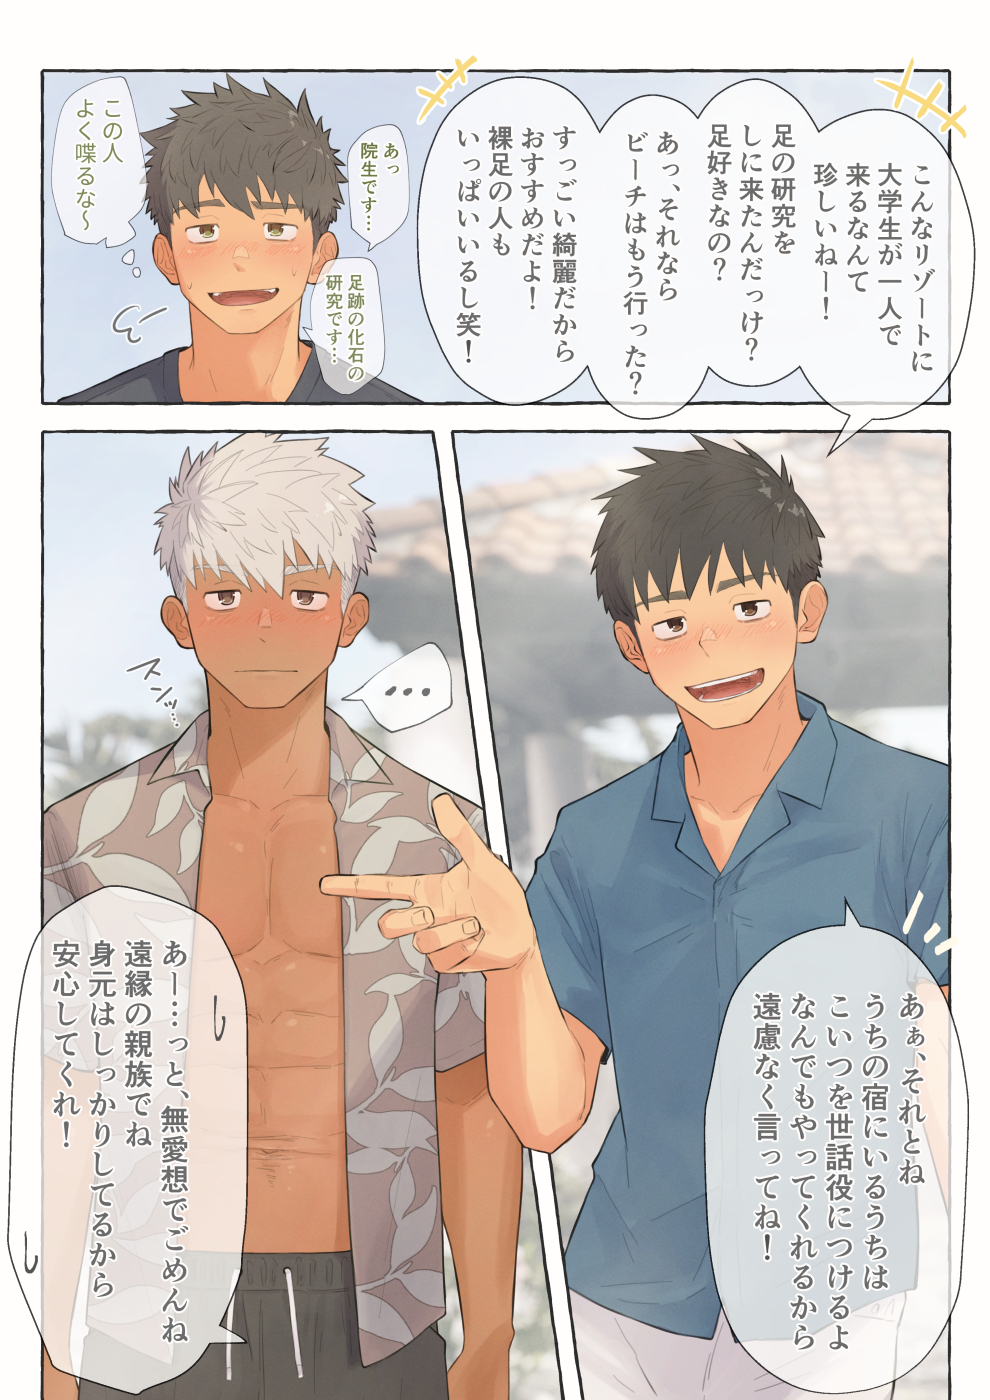 こんなリゾートに
大学生が一人で
来るなんて
珍しいねー！
足の研究を
しに来たんだっけ？
足好きなの？
あっ、それなら
ビーチはもう行った？
すっごい綺麗だから
おすすめだよ！
裸足の人も
いっぱいいるし笑！
あっ
院生です…
足跡の化石の
研究です…
この人
よく喋るな〜
あぁ、それとね
うちの宿にいるうちは
こいつを世話役につけるよ
なんでもやってくれるから
遠慮なく言ってね！
…
スンッ…
あー…っと、無愛想でごめんね
遠縁の親族でね
身元はしっかりしてるから
安心してくれ！